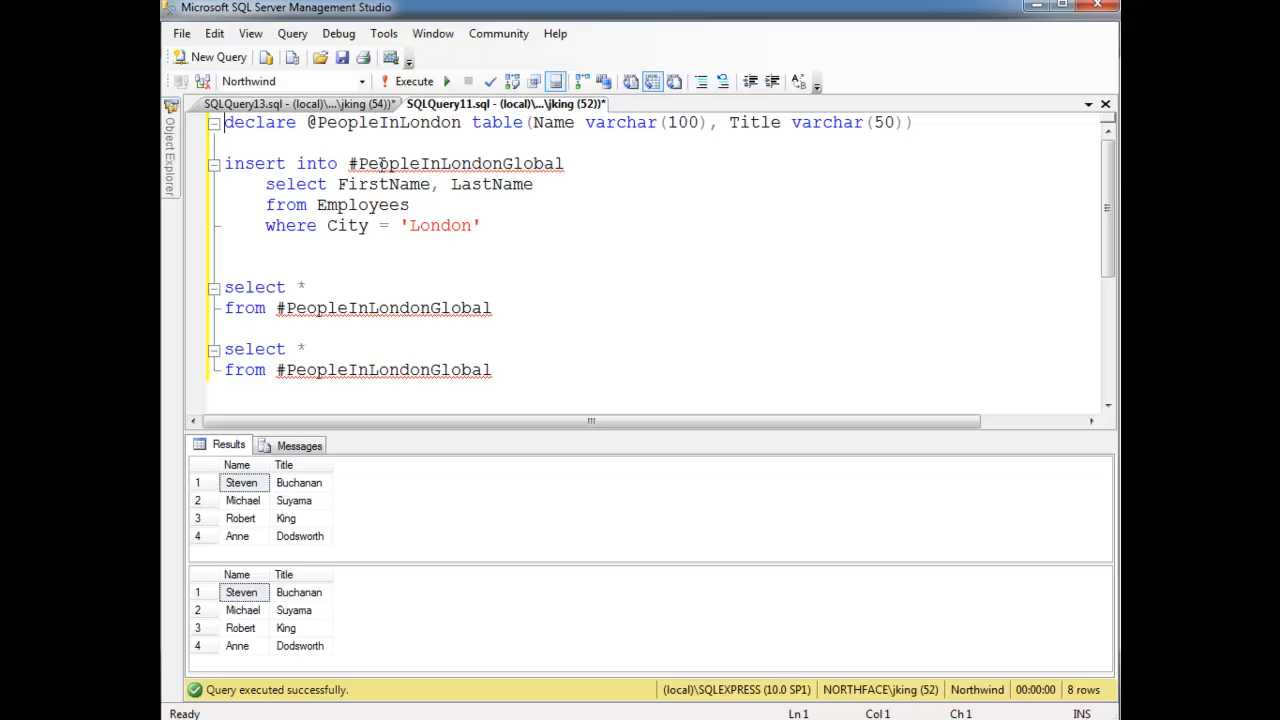 Microsoft SQL Server Management Studio
File Edit View Query Debug Tools Window Community Help
New Query
Northwind Execute
SQLQuery13.sql - (local)\...\jking (54))* SQLQuery11.sql - (local)\...\jking (52))*
Object Explorer
declare @PeopleInLondon table(Name varchar(100), Title varchar(50))
insert into #PeopleInLondonGlobal
select FirstName, LastName
from Employees
where City = 'London'
select *
from #PeopleInLondonGlobal
select *
from #PeopleInLondonGlobal
Results Messages
Name Title
1 Steven Buchanan
2 Michael Suyama
3 Robert King
4 Anne Dodsworth
Name Title
1 Steven Buchanan
2 Michael Suyama
3 Robert King
4 Anne Dodsworth
Query executed successfully. (local)\SQLEXPRESS (10.0 SP1) NORTHFACE\jking (52) Northwind 00:00:00 8 rows
Ready Ln 1 Col 1 Ch 1 INS